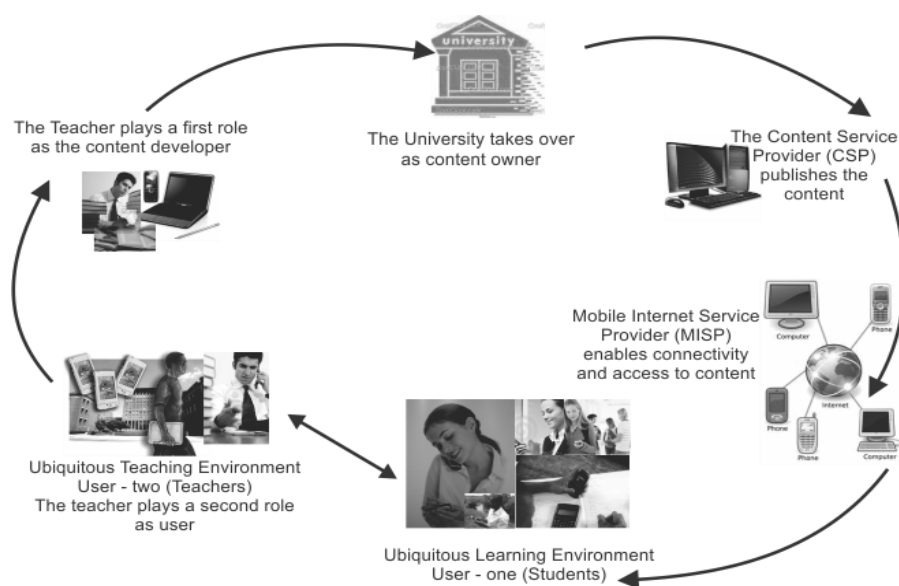 university
The Teacher plays a first role
as the content developer
The University takes over
as content owner
The Content Service
Provider (CSP)
publishes the
content
Mobile Internet Service
Provider (MISP)
enables connectivity
and access to content
Computer
Phone
Internet
Phone
Phone
Computer
Ubiquitous Teaching Environment
User - two (Teachers)
The teacher plays a second role
as user
Ubiquitous Learning Environment
User - one (Students)